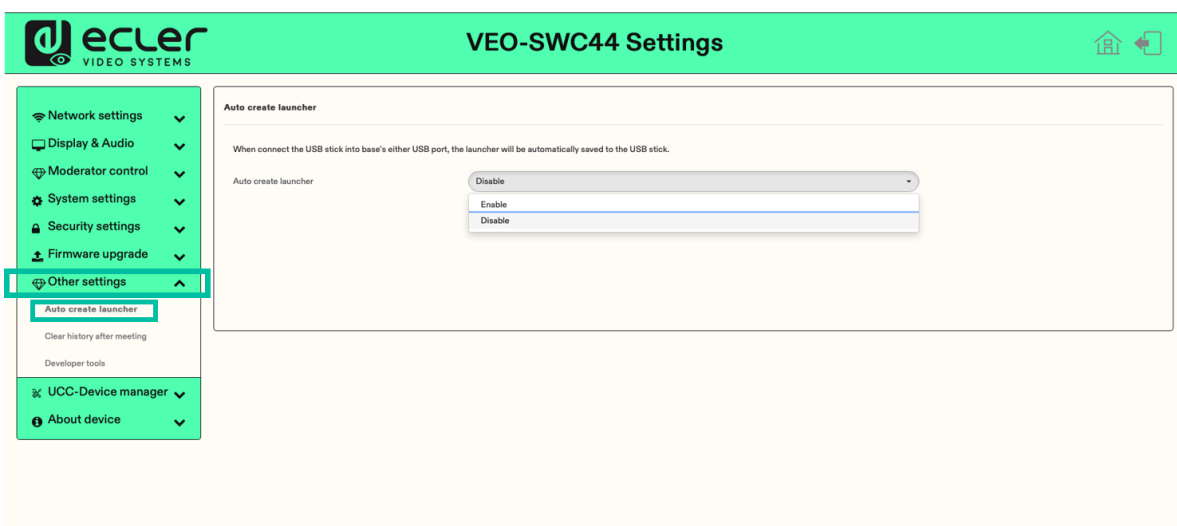 ecler
VIDEO SYSTEMS
VEO-SWC44 Settings
Network settings
Display & Audio
Moderator control
System settings
Security settings
Firmware upgrade
Other settings
Auto create launcher
Clear history after meeting
Developer tools
UCC-Device manager
About device
Auto create launcher
When connect the USB stick into base's either USB port, the launcher will be automatically saved to the USB stick.
Auto create launcher
Disable
Enable
Disable